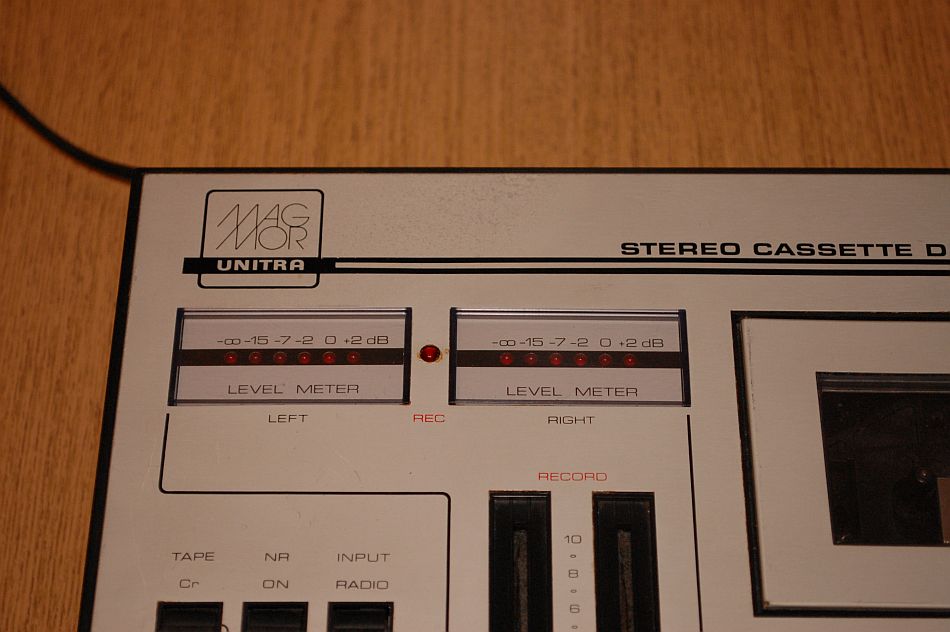 MAG
MOR
UNITRA
STEREO CASSETTE D
-∞ -15 -7 -2 0 +2 dB
LEVEL METER
LEFT
REC
-∞ -15 -7 -2 0 +2 dB
LEVEL METER
RIGHT
RECORD
10
8
6
TAPE
Cr
NR
ON
INPUT
RADIO